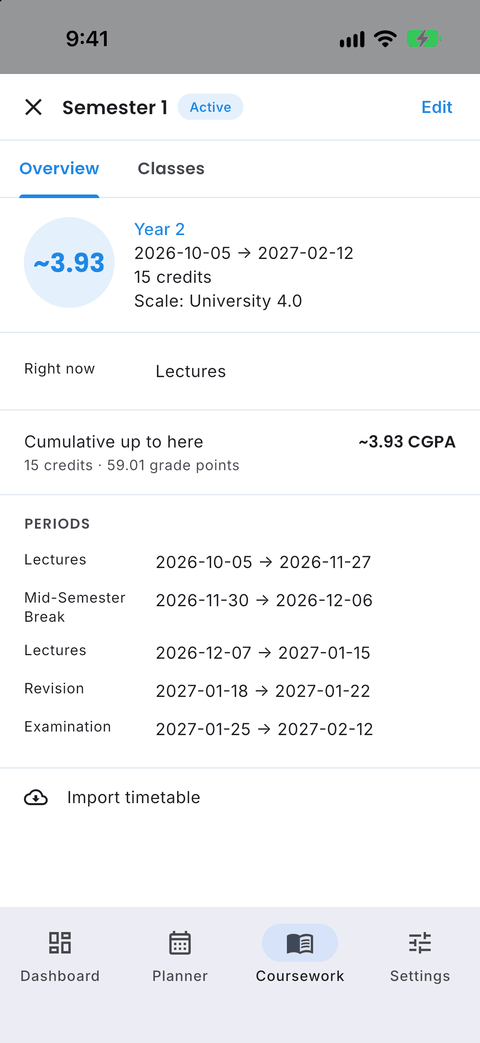 9:41
Semester 1 Active Edit
Overview Classes
~3.93
Year 2
2026-10-05 → 2027-02-12
15 credits
Scale: University 4.0
Right now Lectures
Cumulative up to here ~3.93 CGPA
15 credits · 59.01 grade points
PERIODS
Lectures 2026-10-05 → 2026-11-27
Mid-Semester Break 2026-11-30 → 2026-12-06
Lectures 2026-12-07 → 2027-01-15
Revision 2027-01-18 → 2027-01-22
Examination 2027-01-25 → 2027-02-12
Import timetable
Dashboard Planner Coursework Settings